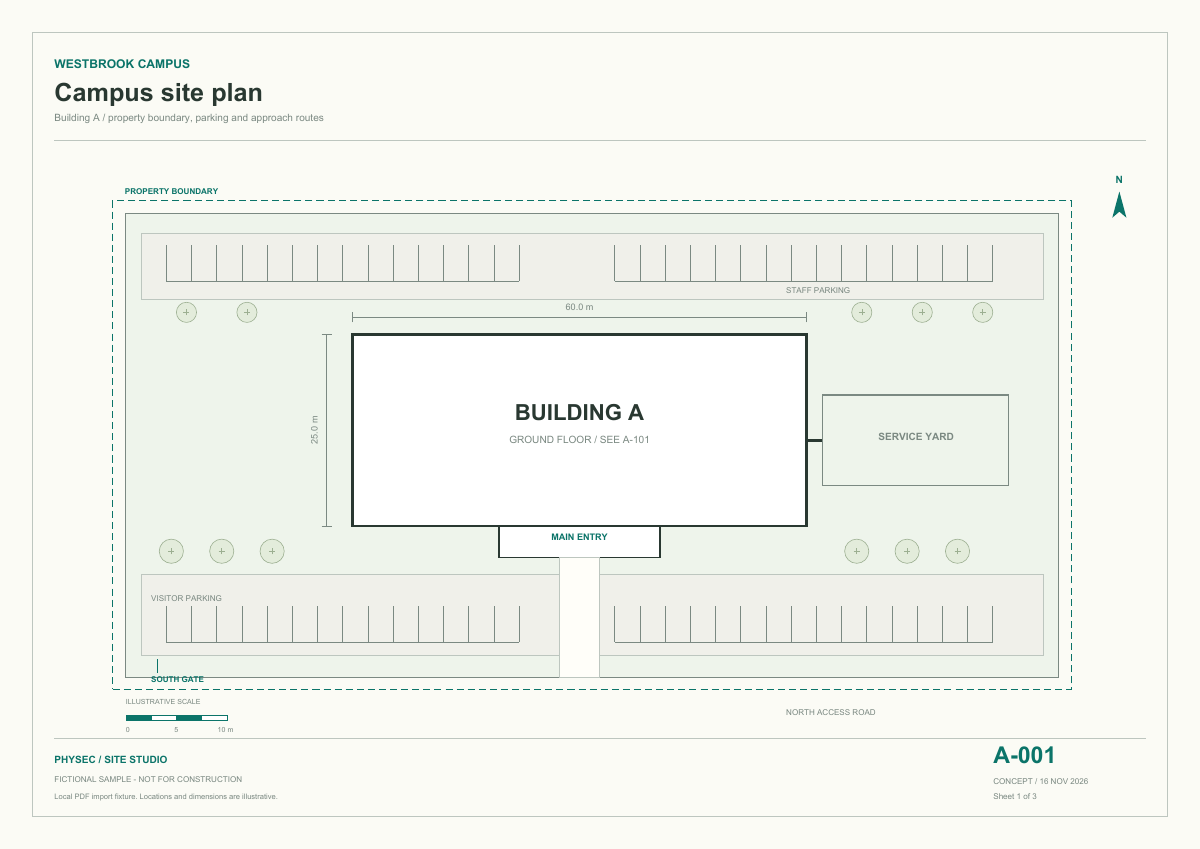 WESTBROOK CAMPUS
Campus site plan
Building A / property boundary, parking and approach routes
N
PROPERTY BOUNDARY
STAFF PARKING
60.0 m
25.0 m
BUILDING A
GROUND FLOOR / SEE A-101
SERVICE YARD
MAIN ENTRY
VISITOR PARKING
SOUTH GATE
ILLUSTRATIVE SCALE
0 5 10 m
NORTH ACCESS ROAD
PHYSEC / SITE STUDIO
FICTIONAL SAMPLE - NOT FOR CONSTRUCTION
Local PDF import fixture. Locations and dimensions are illustrative.
A-001
CONCEPT / 16 NOV 2026
Sheet 1 of 3